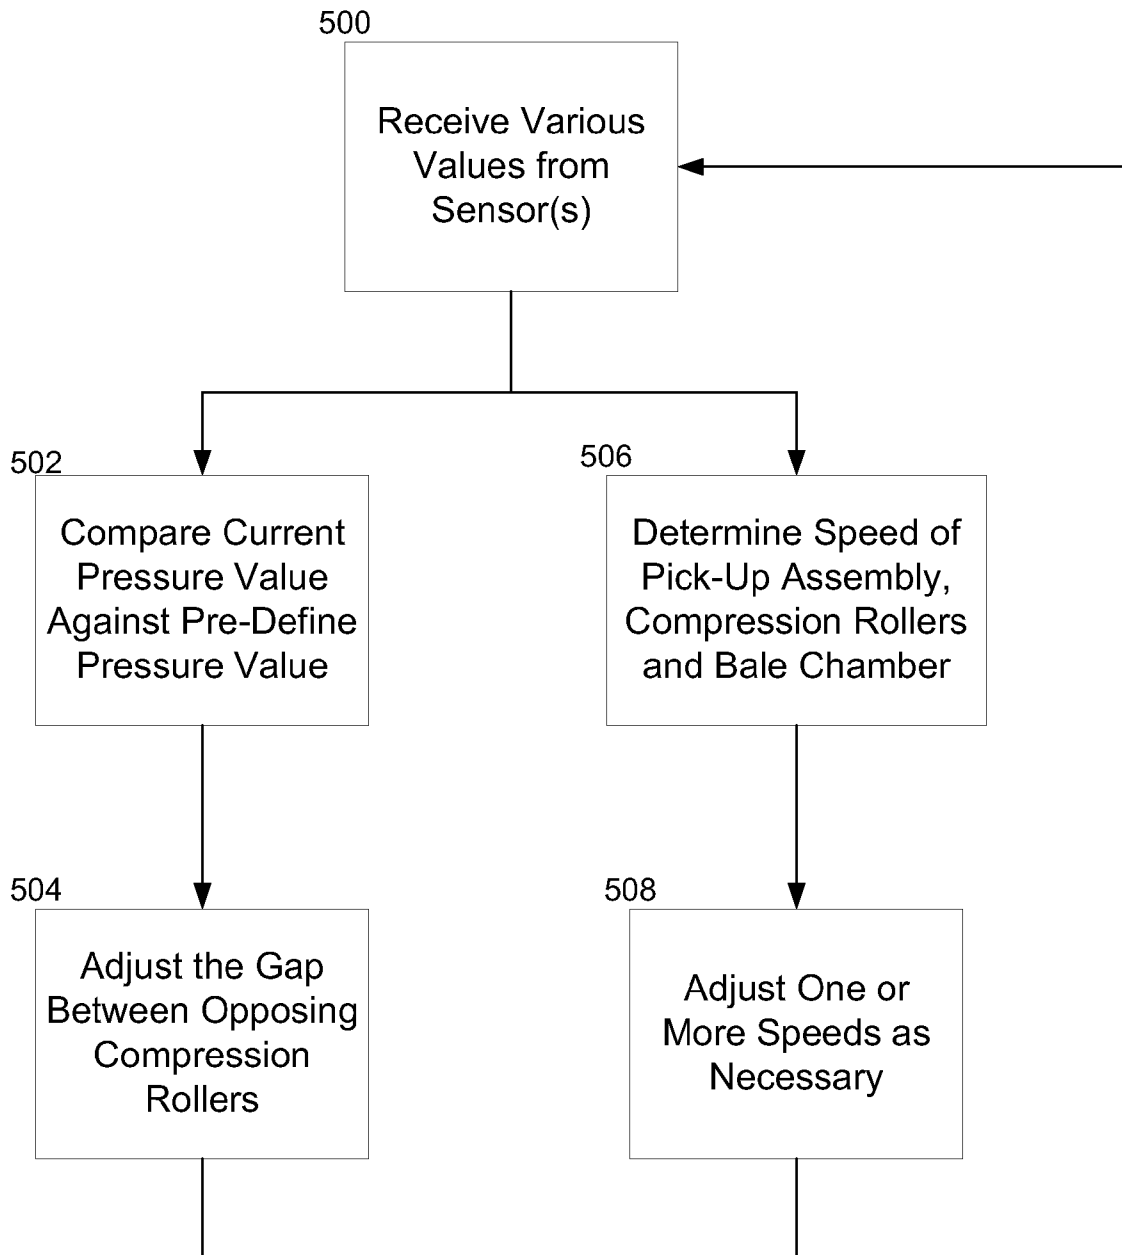 500
Receive Various
Values from
Sensor(s)
502
Compare Current
Pressure Value
Against Pre-Define
Pressure Value
506
Determine Speed of
Pick-Up Assembly,
Compression Rollers
and Bale Chamber
504
Adjust the Gap
Between Opposing
Compression
Rollers
508
Adjust One or
More Speeds as
Necessary